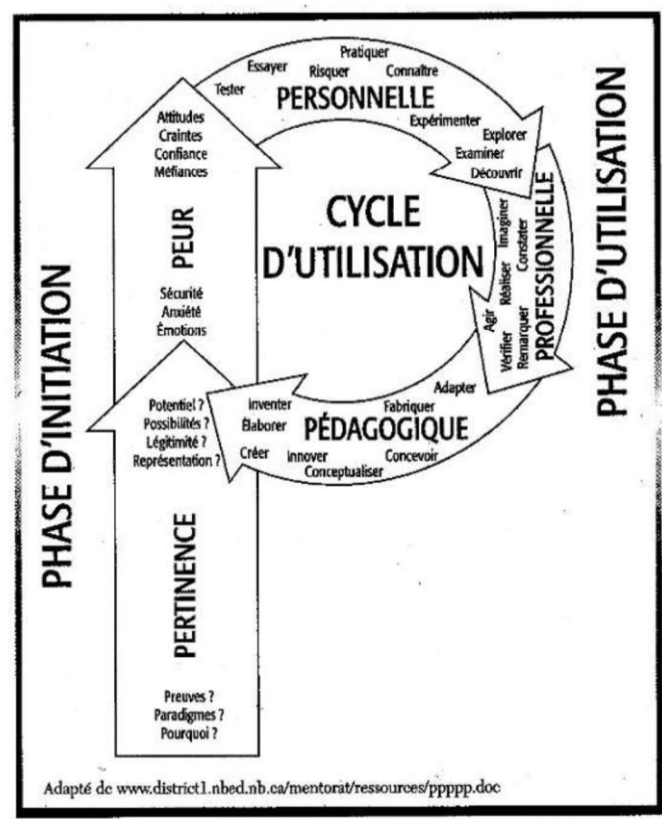 Pratiquer
Essayer
Risquer
Connaître
Tester
PERSONNELLE
Expérimenter
Explorer
Examiner
Découvrir
Attitudes
Craintes
Confiance
Méfiances
PEUR
Sécurité
Anxiété
Émotions
CYCLE
D'UTILISATION
Imaginer
Constater
Réaliser
Agir
Vérifier
Remarquer
PROFESSIONNELLE
PHASE D'UTILISATION
Adapter
Fabriquer
PÉDAGOGIQUE
Concevoir
Conceptualiser
Innover
Créer
Élaborer
Inventer
PHASE D'INITIATION
Potentiel ?
Possibilités ?
Légitimité ?
Représentation ?
PERTINENCE
Preuves ?
Paradigmes ?
Pourquoi ?
Adapté de www.district1.nbed.nb.ca/mentorat/ressources/ppppp.doc